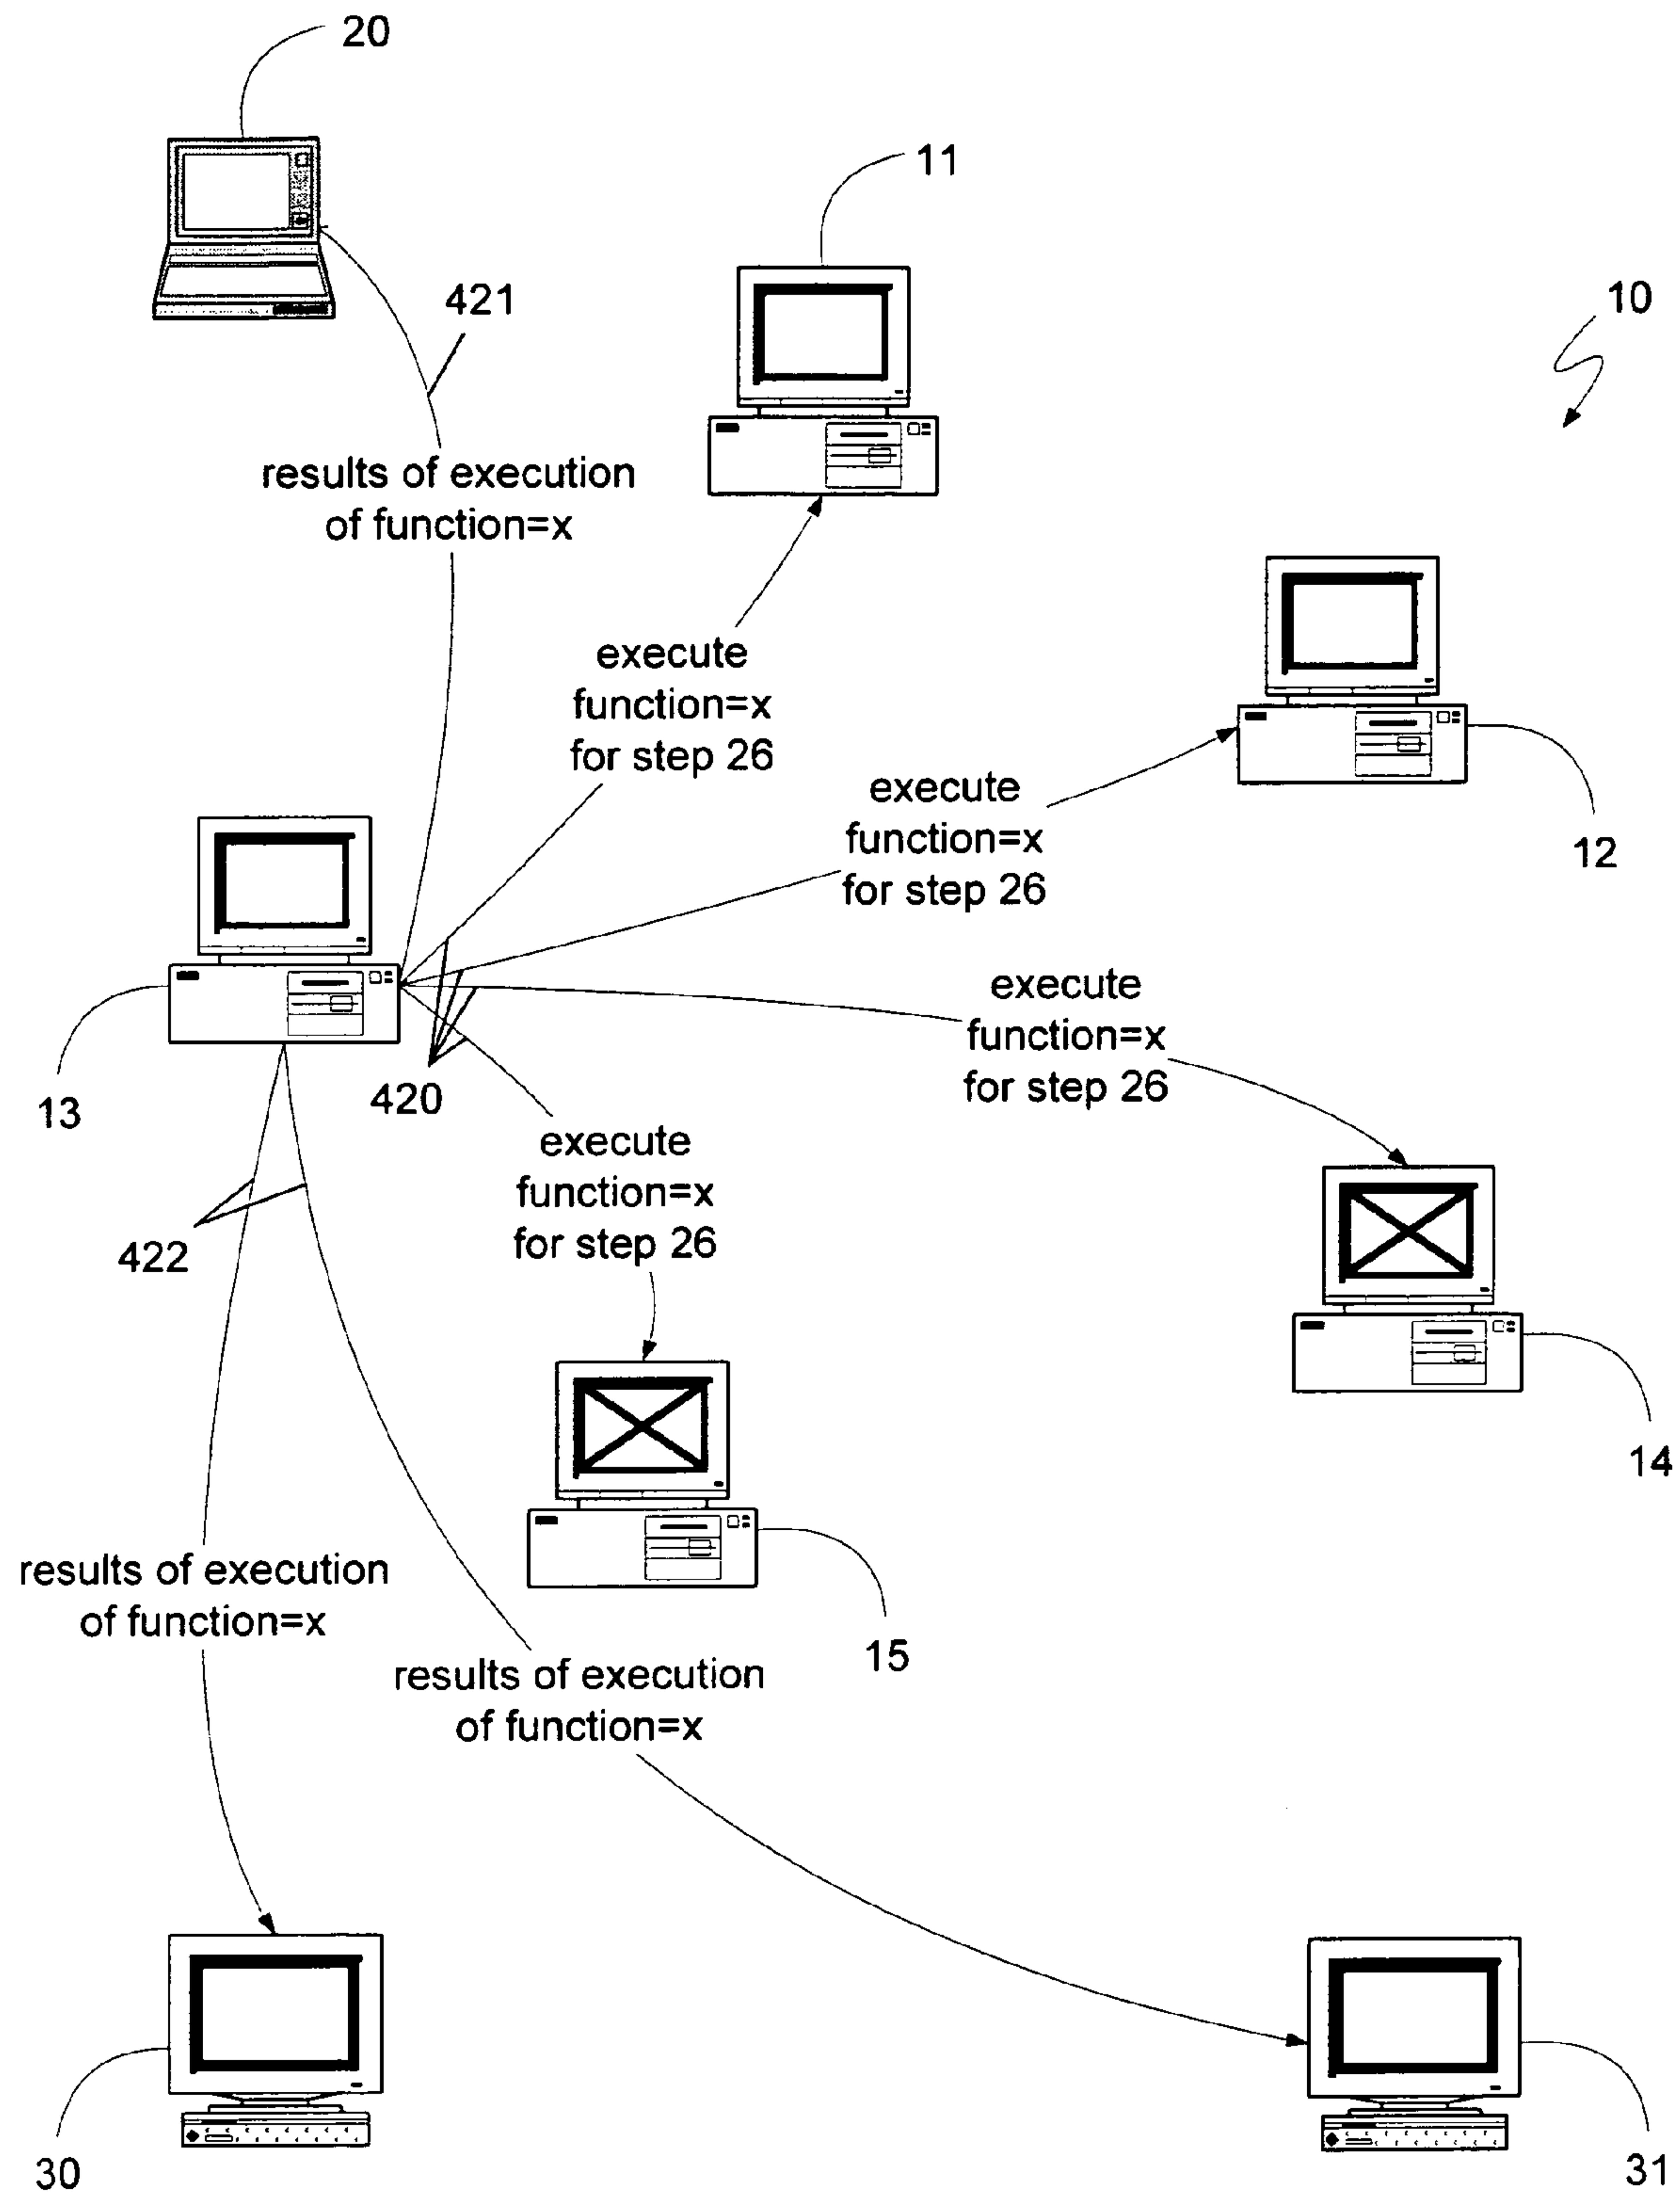 20
11
10
421
results of execution
of function=x
execute
function=x
for step 26
execute
function=x
for step 26
12
execute
function=x
for step 26
13
420
execute
function=x
for step 26
422
14
results of execution
of function=x
15
results of execution
of function=x
30
31